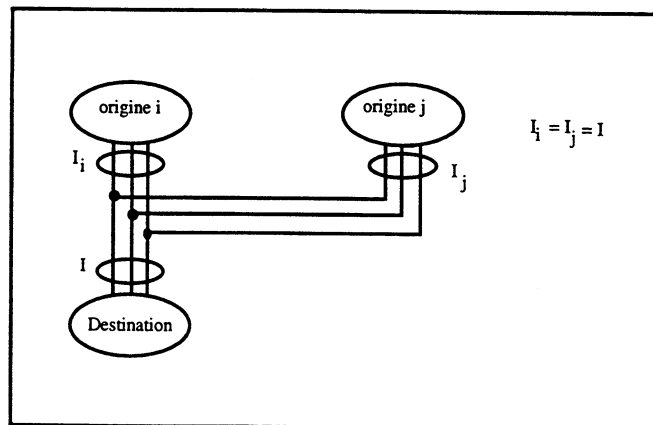 origine i
origine j
I_i = I_j = I
I_i
I_j
I
Destination